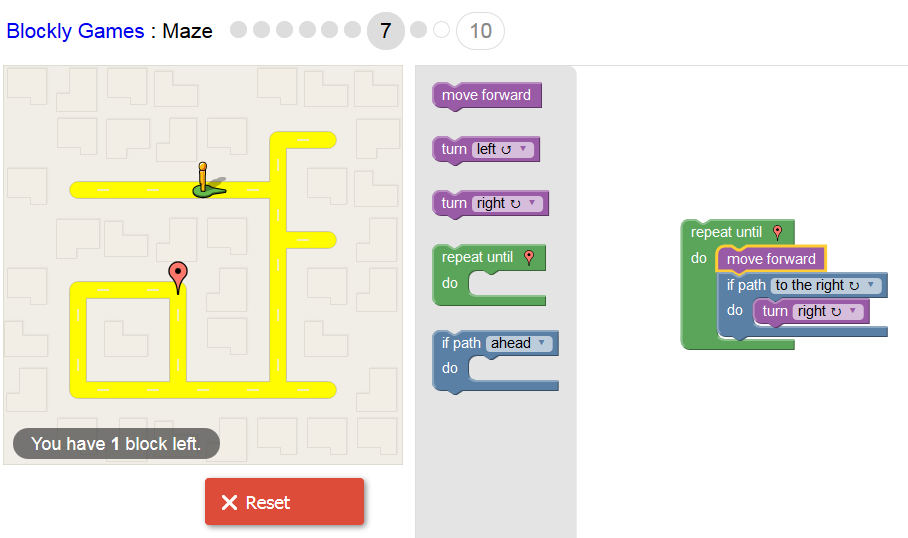 Blockly Games : Maze 7 10
move forward
turn left ↺ ▼
turn right ↻ ▼
repeat until
do
if path ahead ▼
do
repeat until
do move forward
if path to the right ↻ ▼
do turn right ↻ ▼
You have 1 block left.
Reset